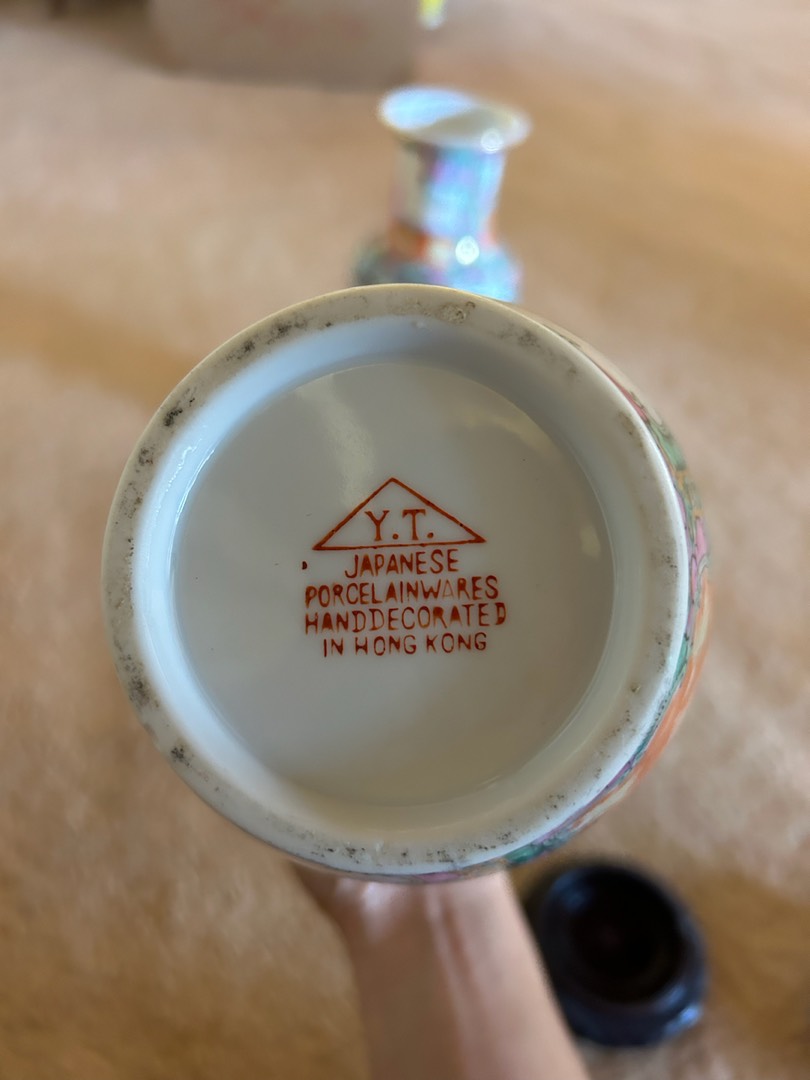 Y.T.
JAPANESE
PORCELAINWARES
HANDDECORATED
IN HONG KONG